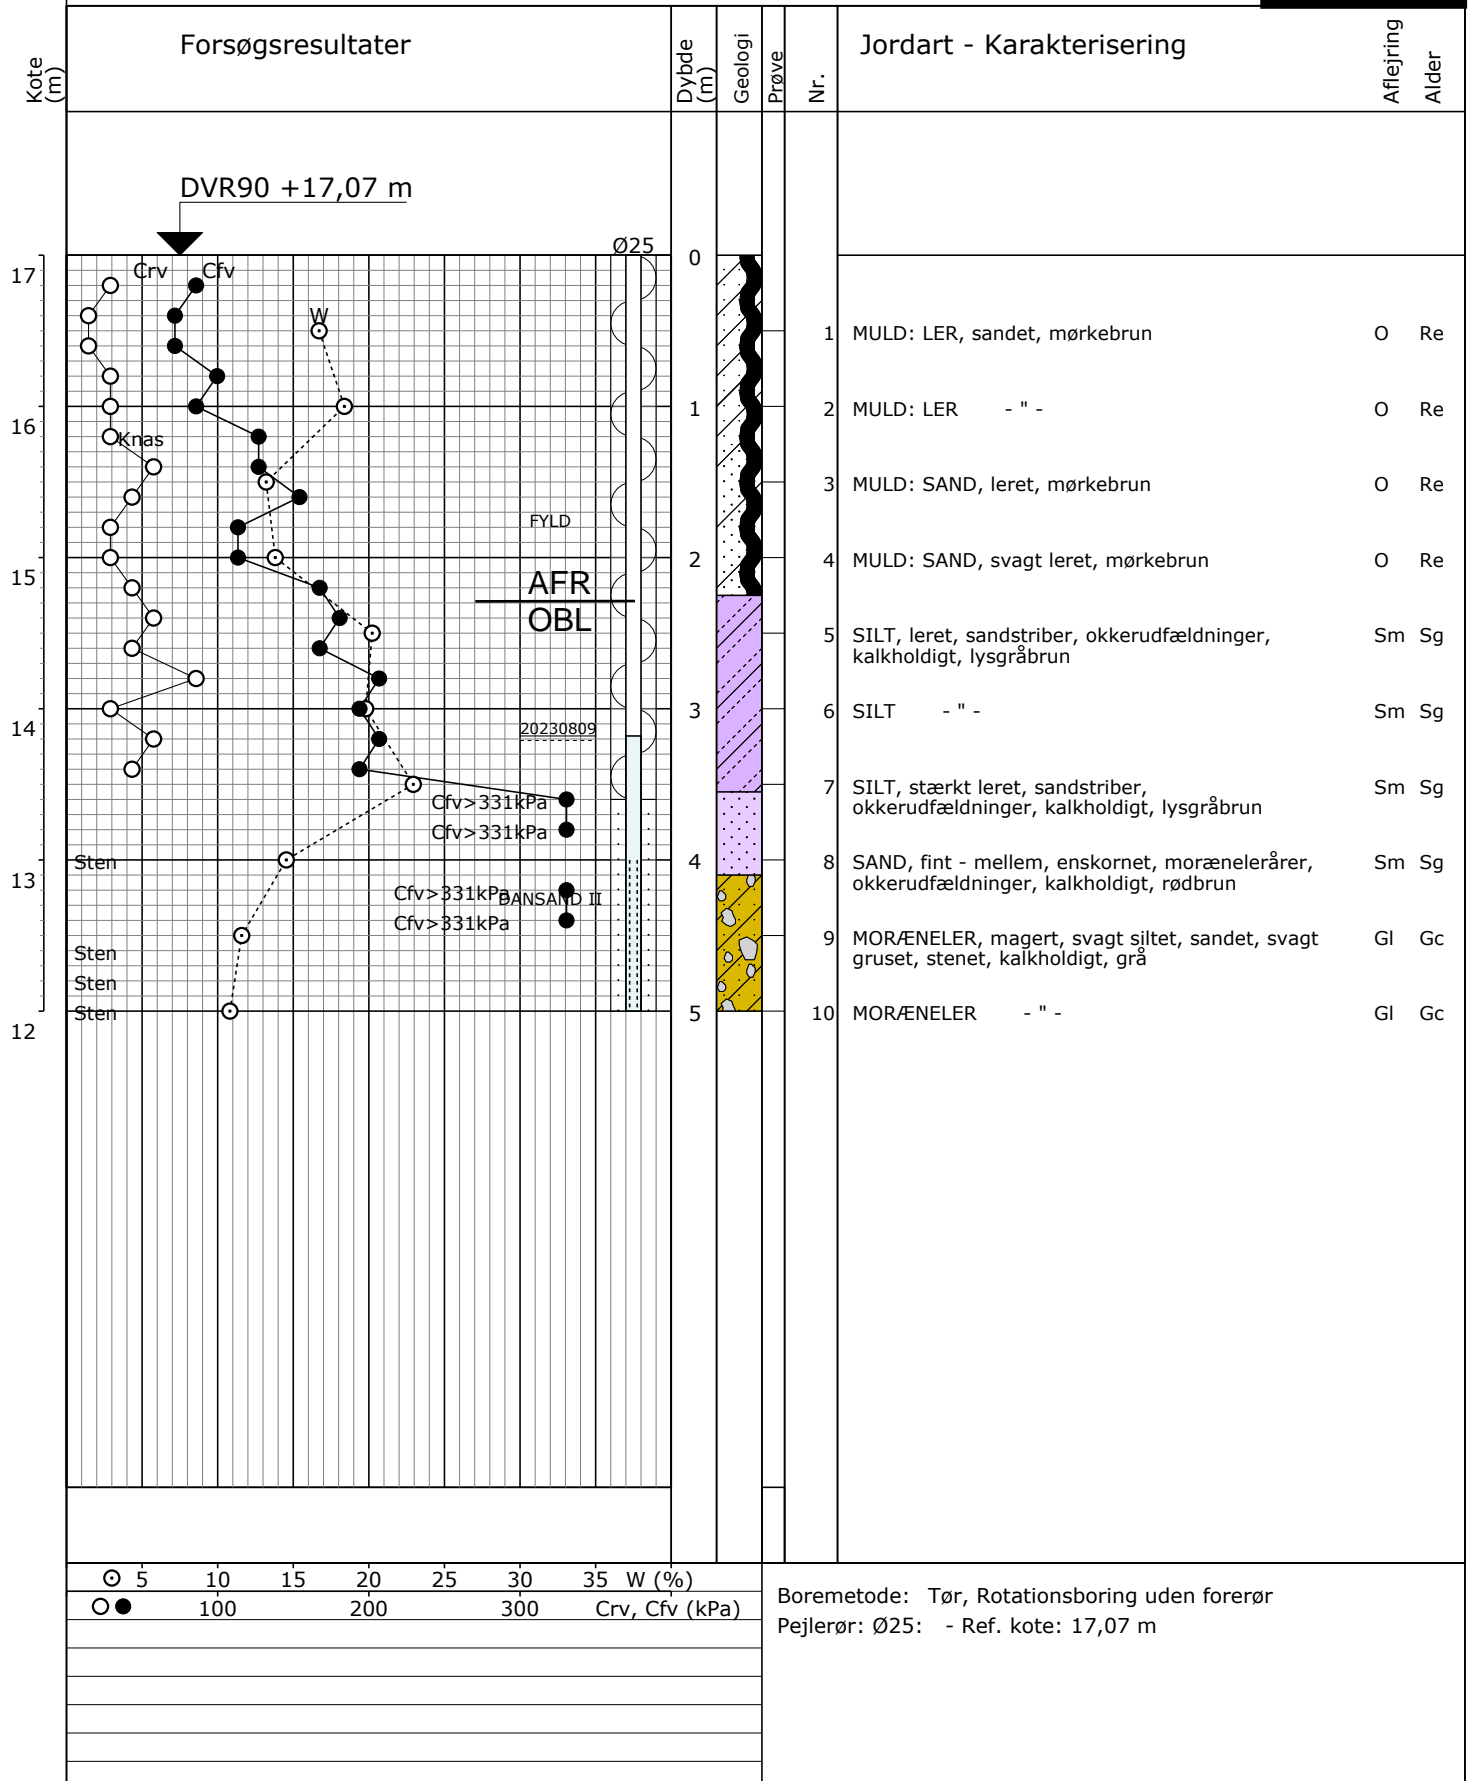 Kote (m)
Forsøgsresultater
Dybde (m)
Geologi
Prøve
Nr.
Jordart - Karakterisering
Aflejring
Alder
DVR90 +17,07 m
Ø25
17
Crv
Cfv
0
W
1 MULD: LER, sandet, mørkebrun O Re
1
16
2 MULD: LER - " - O Re
Knas
3 MULD: SAND, leret, mørkebrun O Re
FYLD
2
15
4 MULD: SAND, svagt leret, mørkebrun O Re
AFR
OBL
5 SILT, leret, sandstriber, okkerudfældninger, Sm Sg
kalkholdigt, lysgråbrun
3
14
6 SILT - " - Sm Sg
20230809
7 SILT, stærkt leret, sandstriber, Sm Sg
okkerudfældninger, kalkholdigt, lysgråbrun
Cfv>331kPa
Cfv>331kPa
Sten
4
13
8 SAND, fint - mellem, enskornet, morænelerårer, Sm Sg
okkerudfældninger, kalkholdigt, rødbrun
Cfv>331kPa
DANSAND II
Cfv>331kPa
9 MORÆNELER, magert, svagt siltet, sandet, svagt Gl Gc
gruset, stenet, kalkholdigt, grå
Sten
Sten
Sten
5
12
10 MORÆNELER - " - Gl Gc
5 10 15 20 25 30 35 W (%)
100 200 300 Crv, Cfv (kPa)
Boremetode: Tør, Rotationsboring uden forerør
Pejlerør: Ø25: - Ref. kote: 17,07 m